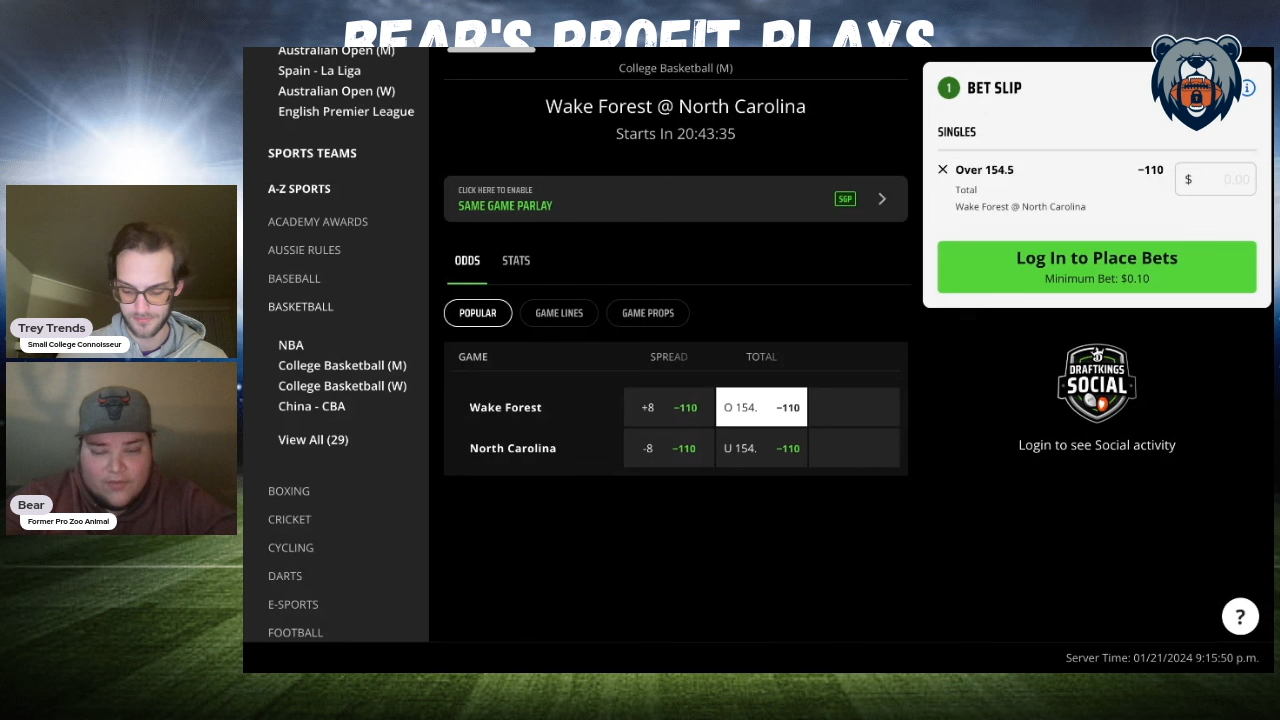 BEAR'S PROFIT PLAYS
Australian Open (M)
Spain - La Liga
Australian Open (W)
English Premier League
SPORTS TEAMS
A-Z SPORTS
ACADEMY AWARDS
AUSSIE RULES
BASEBALL
BASKETBALL
NBA
College Basketball (M)
College Basketball (W)
China - CBA
View All (29)
BOXING
CRICKET
CYCLING
DARTS
E-SPORTS
FOOTBALL
College Basketball (M)
Wake Forest @ North Carolina
Starts In 20:43:35
CLICK HERE TO ENABLE
SAME GAME PARLAY
SGP
ODDS STATS
POPULAR GAME LINES GAME PROPS
GAME SPREAD TOTAL
Wake Forest +8 −110 O 154. −110
North Carolina -8 −110 U 154. −110
1 BET SLIP
SINGLES
Over 154.5 −110 $ 0.00
Total
Wake Forest @ North Carolina
Log In to Place Bets
Minimum Bet: $0.10
DRAFTKINGS
SOCIAL
Login to see Social activity
?
Server Time: 01/21/2024 9:15:50 p.m.
Trey Trends
Small College Connoisseur
Bear
Former Pro Zoo Animal